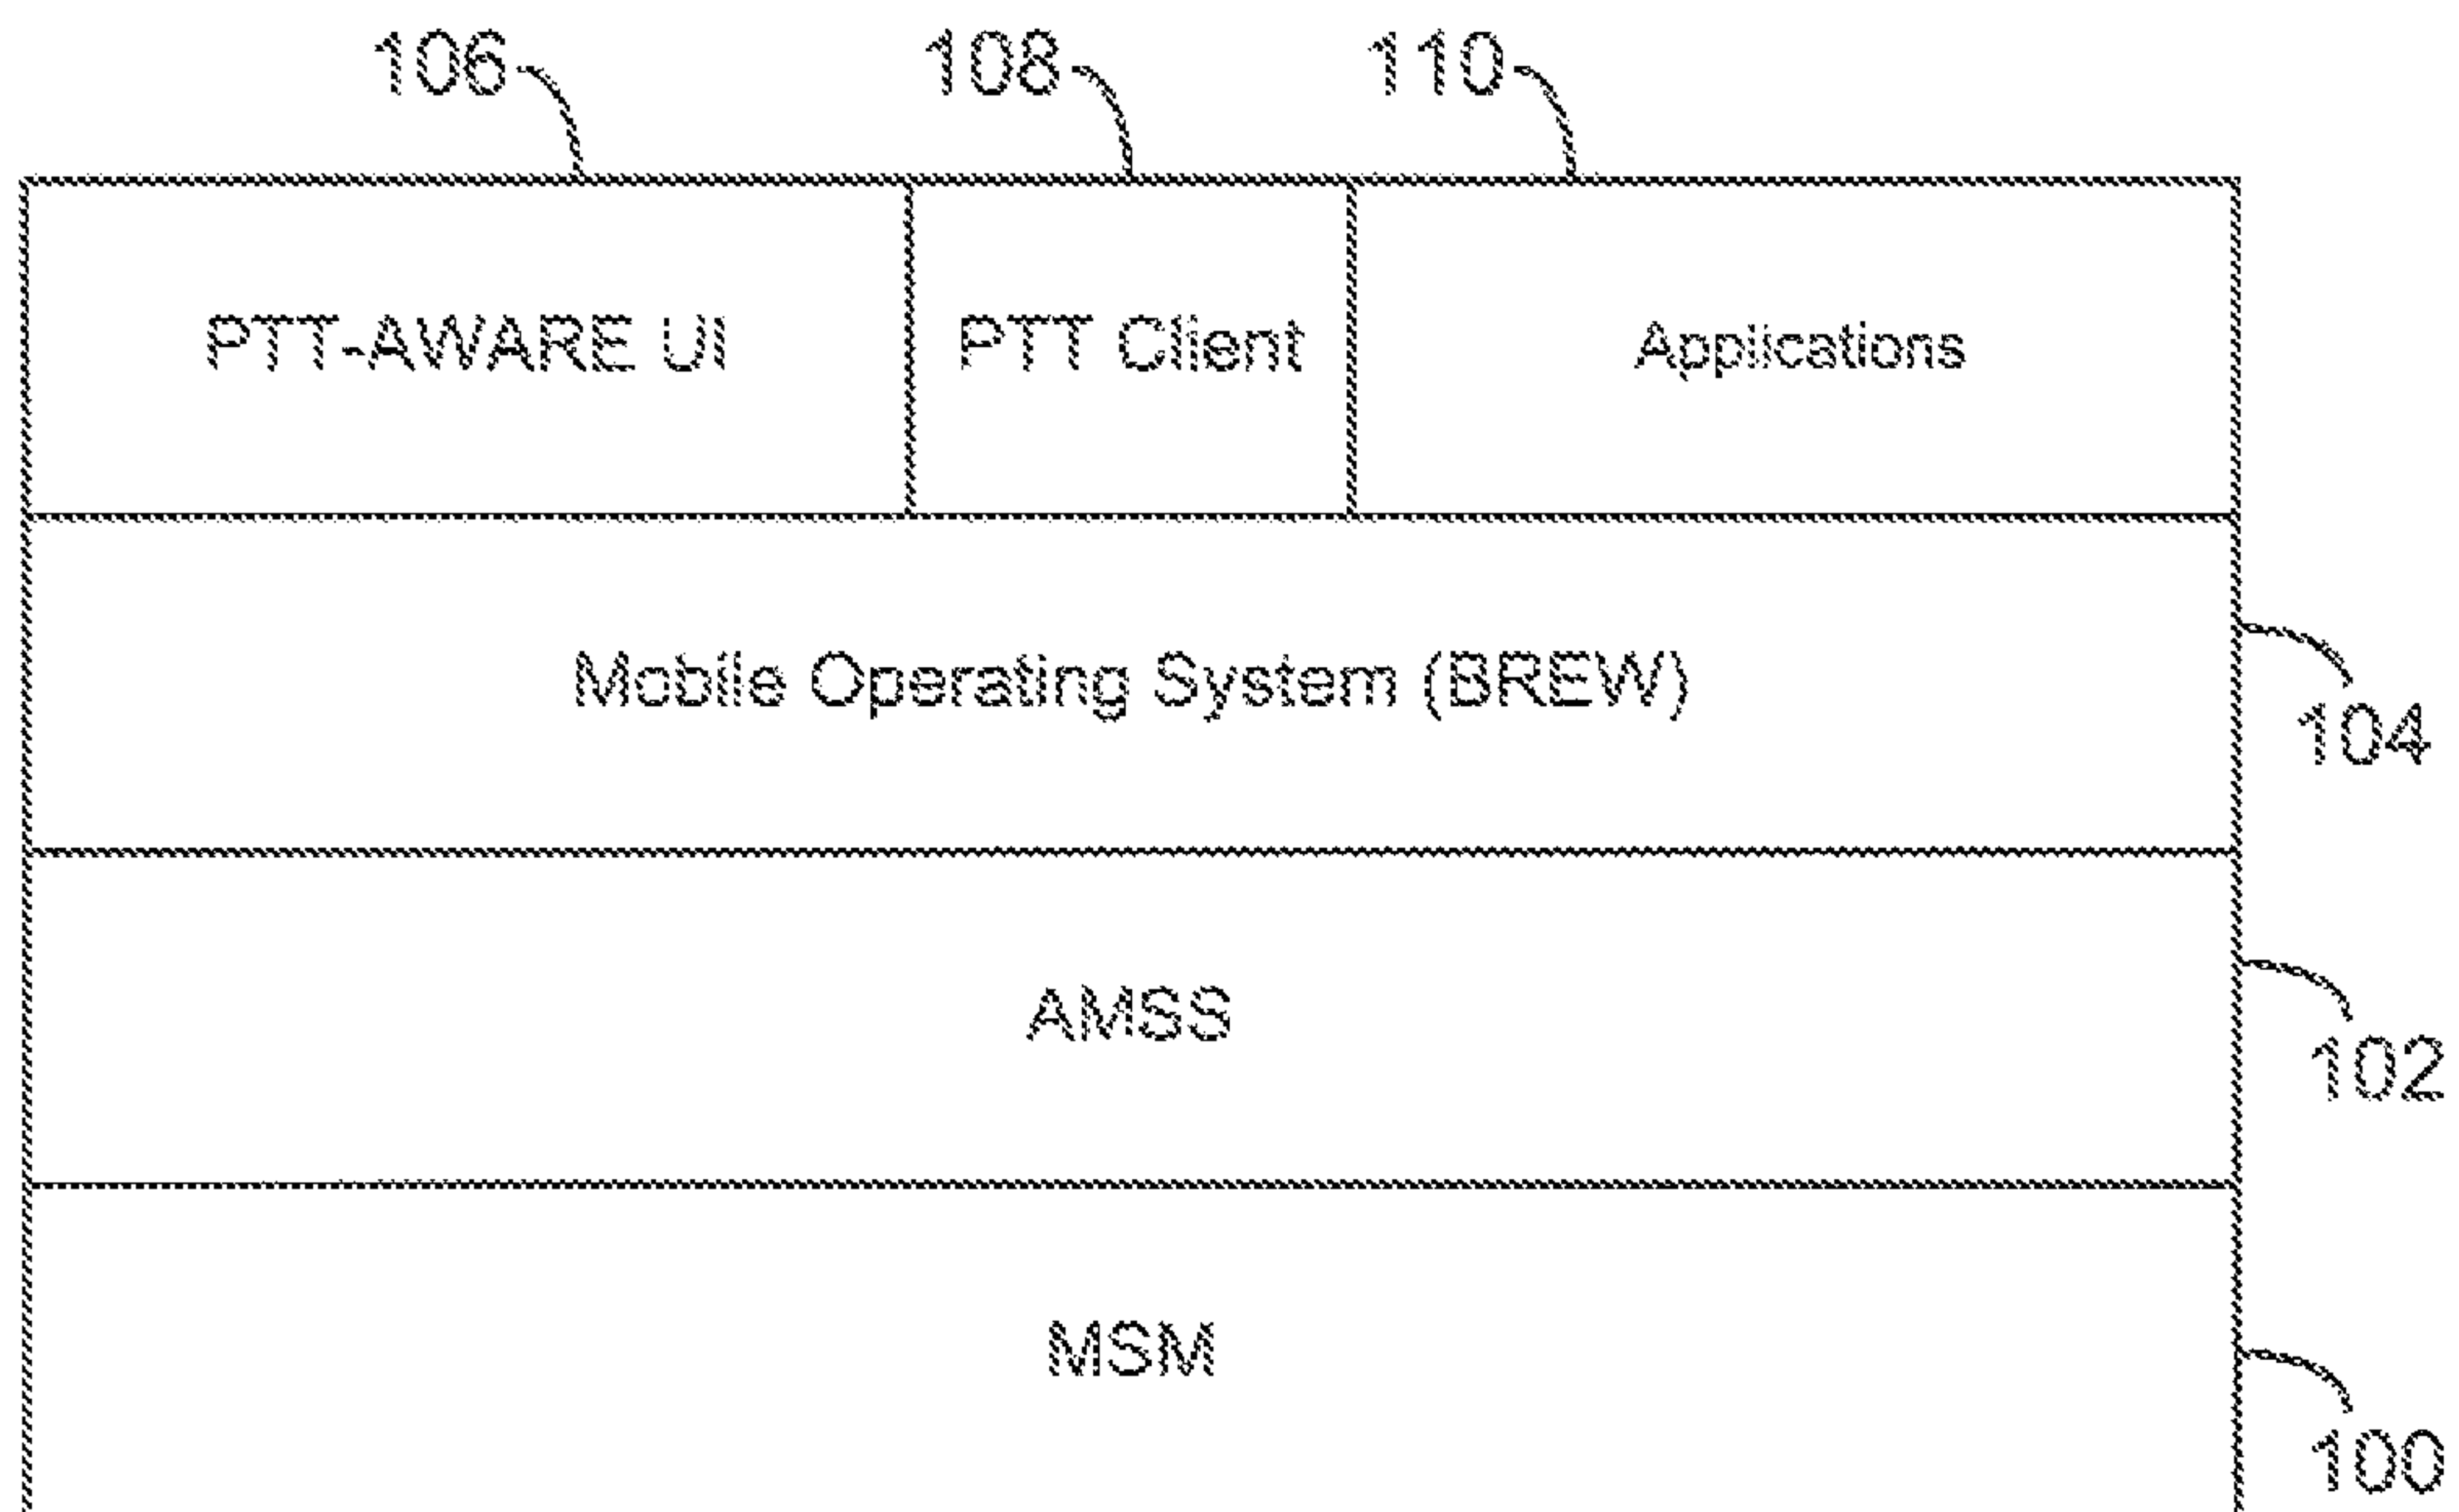 106 108 110
PTT-AWARE UI PTT Client Applications
Mobile Operating System (BREW)
104
AMSS
102
MSM
100